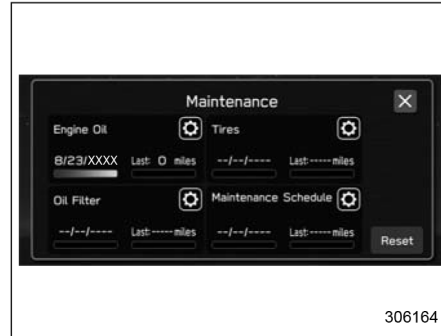 Maintenance
Engine Oil
8/23/XXXX Last: 0 miles
Tires
--/--/---- Last:-----miles
Oil Filter
--/--/---- Last:-----miles
Maintenance Schedule
--/--/---- Last:-----miles
Reset
306164